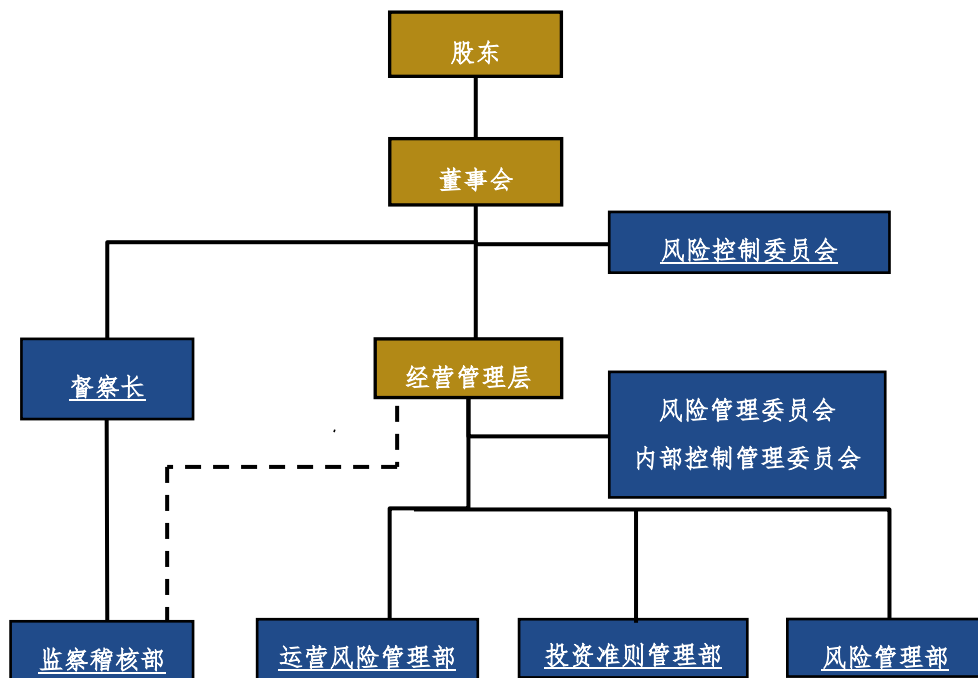 股东
董事会
风险控制委员会
督察长
经营管理层
风险管理委员会
内部控制管理委员会
监察稽核部
运营风险管理部
投资准则管理部
风险管理部